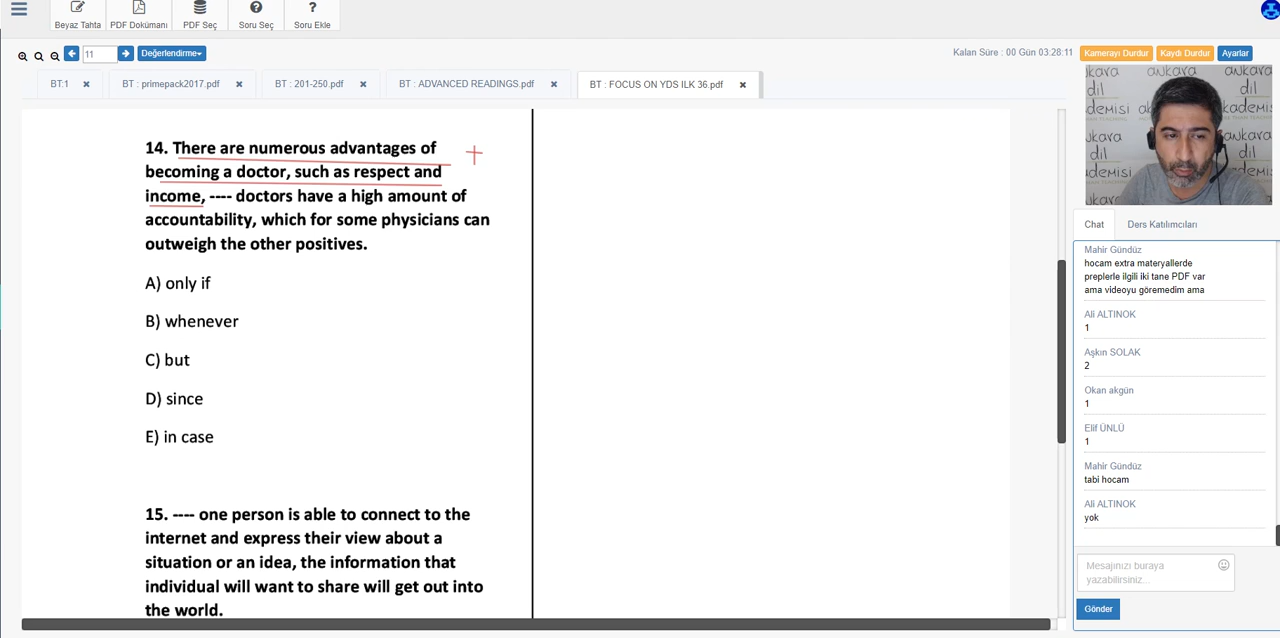 Beyaz Tahta
PDF Dokümanı
PDF Seç
Soru Seç
Soru Ekle
11
Değerlendirme
Kalan Süre : 00 Gün 03:28:11
Kamerayı Durdur
Kaydı Durdur
Ayarlar
BT:1
BT : primepack2017.pdf
BT : 201-250.pdf
BT : ADVANCED READINGS.pdf
BT : FOCUS ON YDS ILK 36.pdf
14. There are numerous advantages of
becoming a doctor, such as respect and
income, ---- doctors have a high amount of
accountability, which for some physicians can
outweigh the other positives.
A) only if
B) whenever
C) but
D) since
E) in case
15. ---- one person is able to connect to the
internet and express their view about a
situation or an idea, the information that
individual will want to share will get out into
the world.
ankara
dil
Chat
Ders Katılımcıları
Mahir Gündüz
hocam extra materyallerde
preplerle ilgili iki tane PDF var
ama videoyu göremedim ama
Ali ALTINOK
1
Aşkın SOLAK
2
Okan akgün
1
Elif ÜNLÜ
1
Mahir Gündüz
tabi hocam
Ali ALTINOK
yok
Mesajınızı buraya
yazabilirsiniz...
Gönder